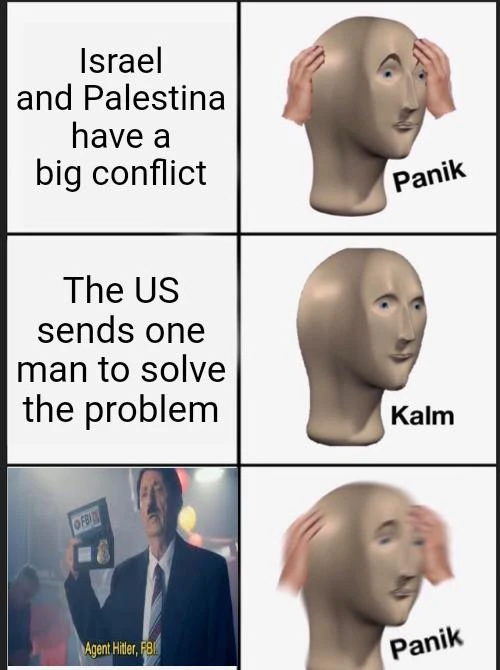 Israel
and Palestina
have a
big conflict
Panik
The US
sends one
man to solve
the problem
Kalm
FBI
Agent Hitler, FBI.
Panik